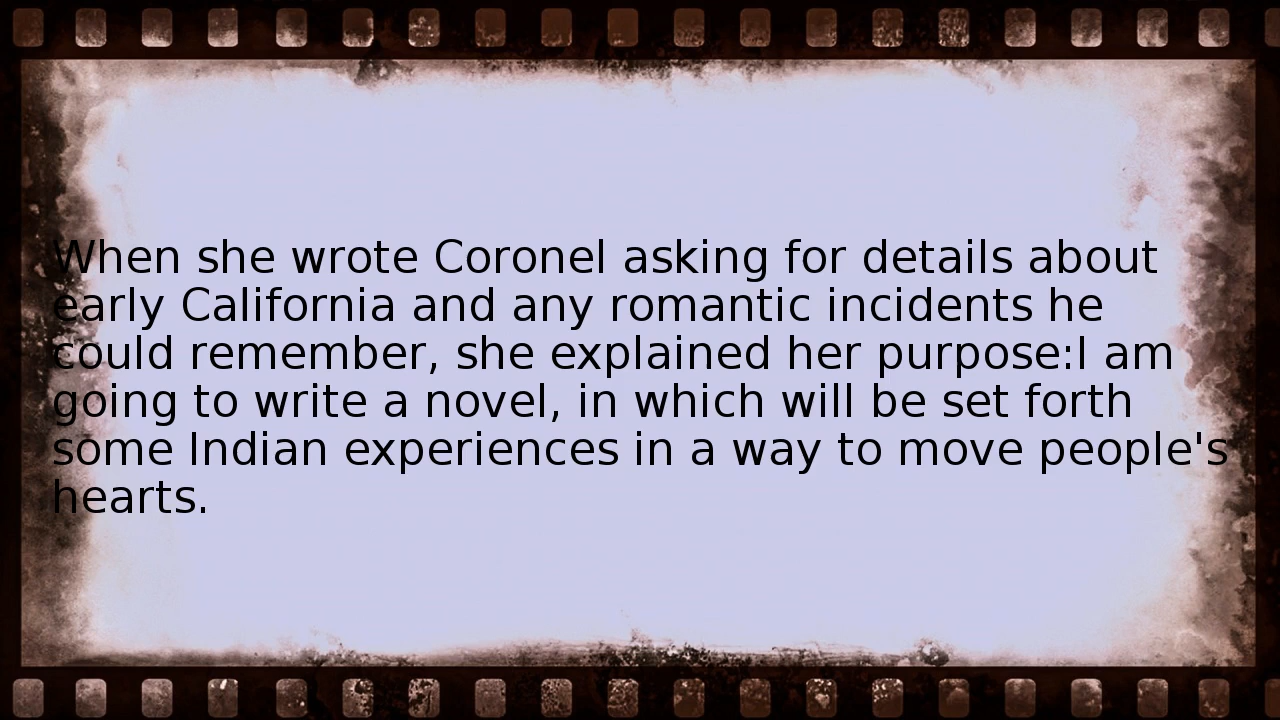 When she wrote Coronel asking for details about
early California and any romantic incidents he
could remember, she explained her purpose:I am
going to write a novel, in which will be set forth
some Indian experiences in a way to move people's
hearts.